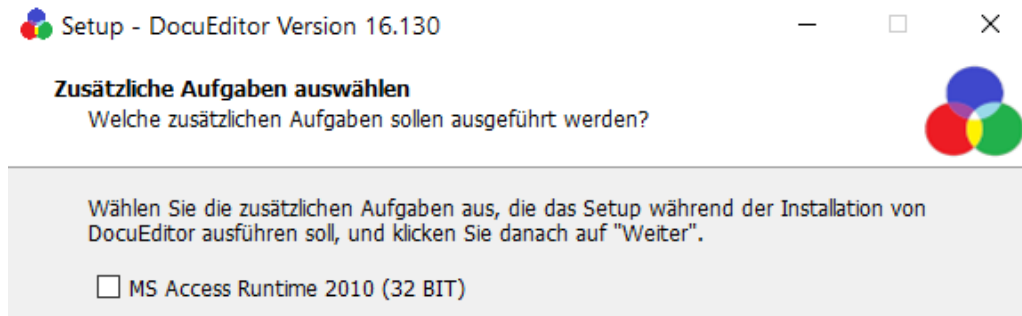 Setup - DocuEditor Version 16.130
Zusätzliche Aufgaben auswählen
Welche zusätzlichen Aufgaben sollen ausgeführt werden?
Wählen Sie die zusätzlichen Aufgaben aus, die das Setup während der Installation von
DocuEditor ausführen soll, und klicken Sie danach auf "Weiter".
MS Access Runtime 2010 (32 BIT)